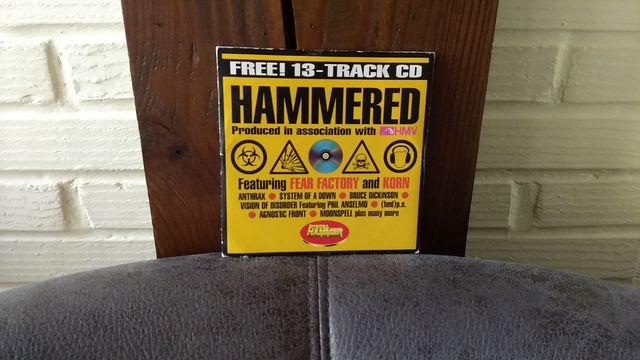 FREE! 13-TRACK CD
HAMMERED
Produced in association with HMV
Featuring FEAR FACTORY and KORN
ANTHRAX • SYSTEM OF A DOWN • BRUCE DICKINSON •
VISION OF DISORDER Featuring PHIL ANSELMO • (hed)p.e.
• AGNOSTIC FRONT • MOONSPELL plus many more
HAMMER